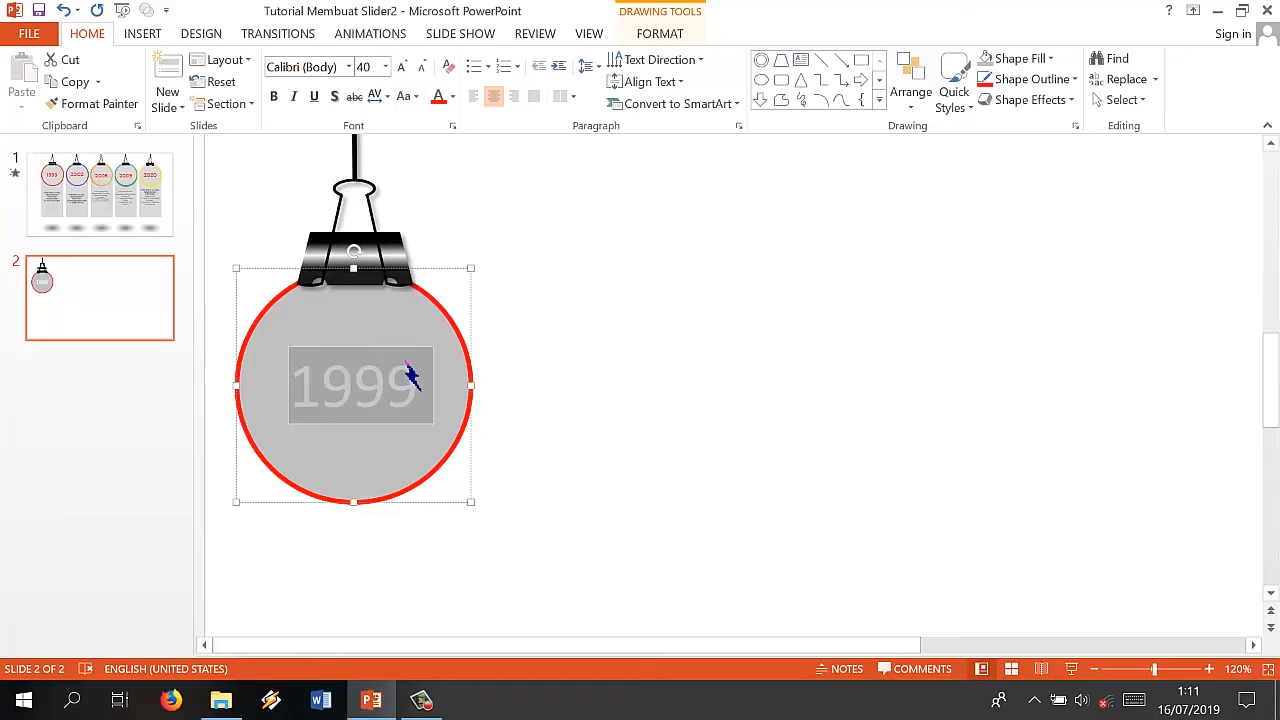 Tutorial Membuat Slider2 - Microsoft PowerPoint
DRAWING TOOLS
?
FILE
HOME
INSERT
DESIGN
TRANSITIONS
ANIMATIONS
SLIDE SHOW
REVIEW
VIEW
FORMAT
Sign in
Paste
Cut
Copy
Format Painter
Clipboard
New
Slide
Layout
Reset
Section
Slides
Calibri (Body)
40
B I U S abc AV Aa A
Font
Text Direction
Align Text
Convert to SmartArt
Paragraph
Arrange
Quick
Styles
Shape Fill
Shape Outline
Shape Effects
Drawing
Find
Replace
Select
Editing
1
2
1999
SLIDE 2 OF 2
ENGLISH (UNITED STATES)
NOTES
COMMENTS
120%
1:11
16/07/2019